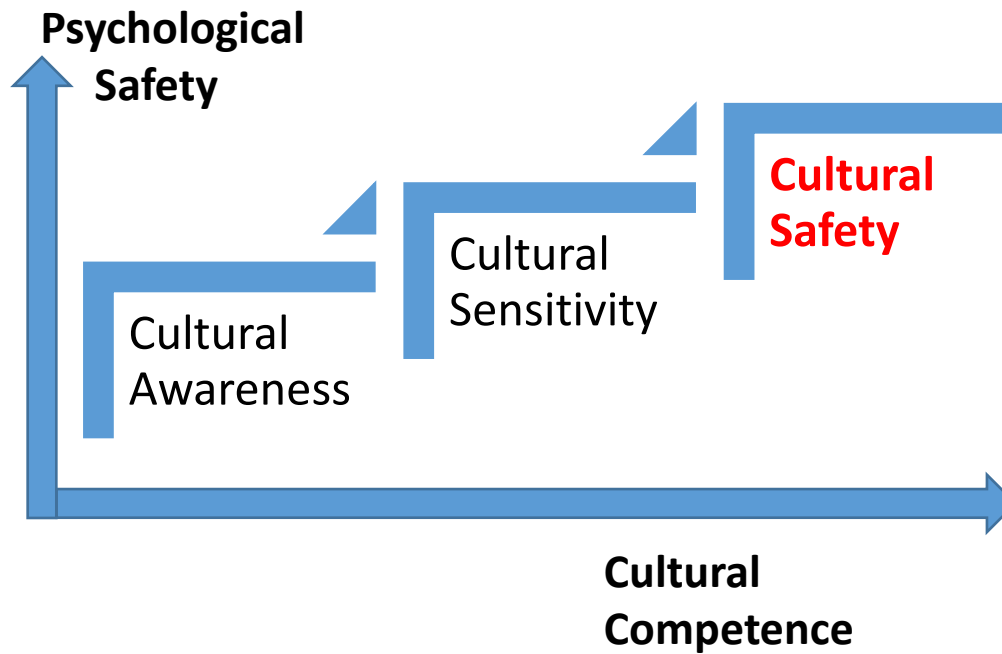 Psychological
Safety
Cultural
Safety
Cultural
Sensitivity
Cultural
Awareness
Cultural
Competence